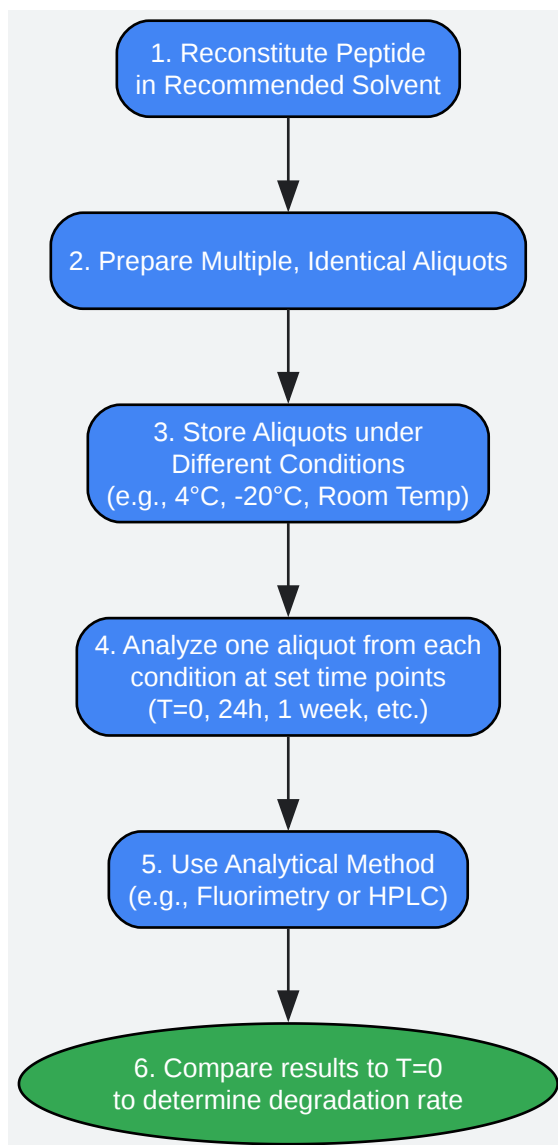 1. Reconstitute Peptide
in Recommended Solvent
2. Prepare Multiple, Identical Aliquots
3. Store Aliquots under
Different Conditions
(e.g., 4°C, -20°C, Room Temp)
4. Analyze one aliquot from each
condition at set time points
(T=0, 24h, 1 week, etc.)
5. Use Analytical Method
(e.g., Fluorimetry or HPLC)
6. Compare results to T=0
to determine degradation rate